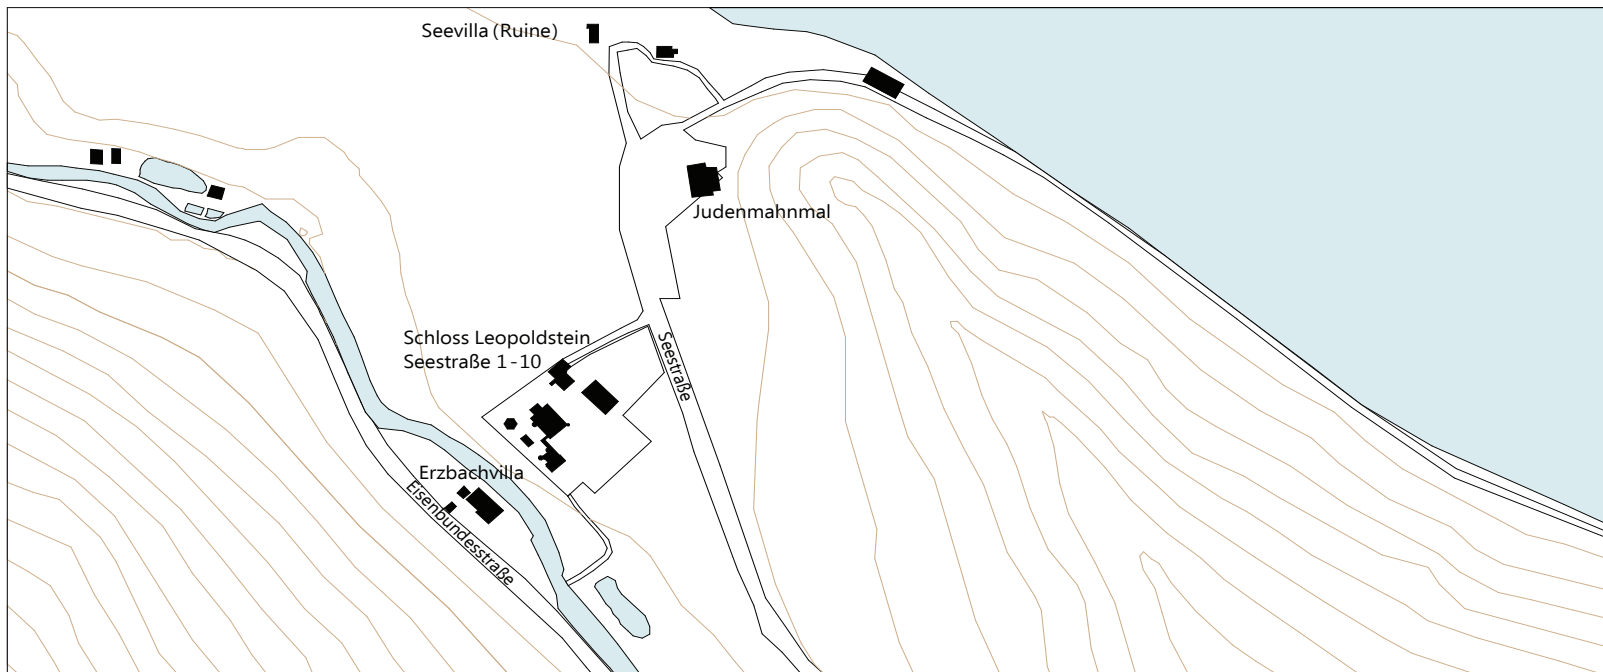 Seevilla (Ruine)
Judenmahnmal
Schloss Leopoldstein
Seestraße 1-10
Seestraße
Erzbachvilla
Eisenbundesstraße